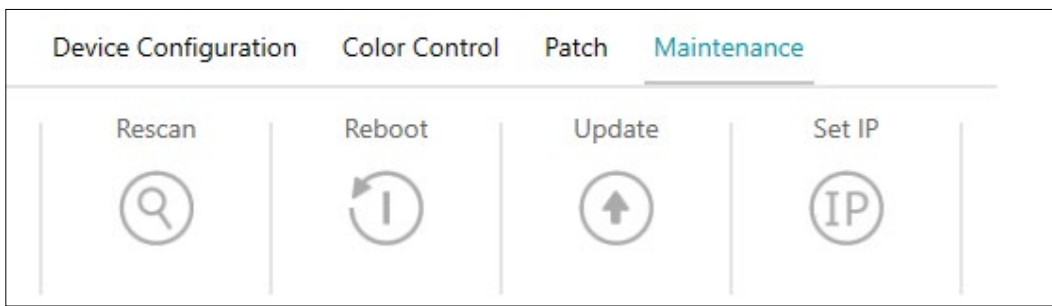 Device Configuration Color Control Patch Maintenance
Rescan Reboot Update Set IP
IP